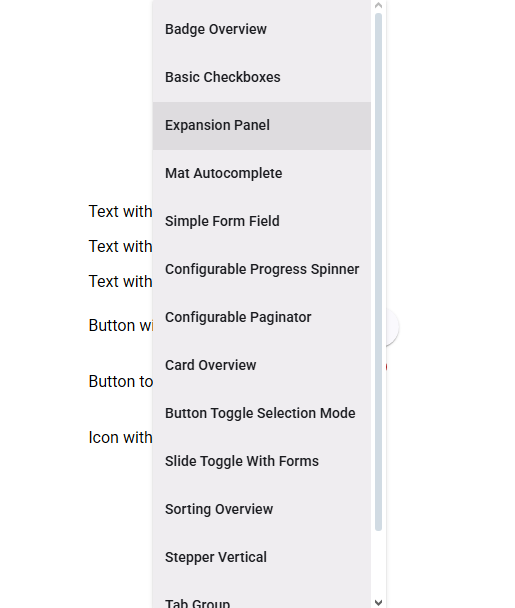 Badge Overview
Basic Checkboxes
Expansion Panel
Mat Autocomplete
Text with
Simple Form Field
Text with
Configurable Progress Spinner
Text with
Configurable Paginator
Button wi
Card Overview
Button to
Button Toggle Selection Mode
Icon with
Slide Toggle With Forms
Sorting Overview
Stepper Vertical
Tab Group